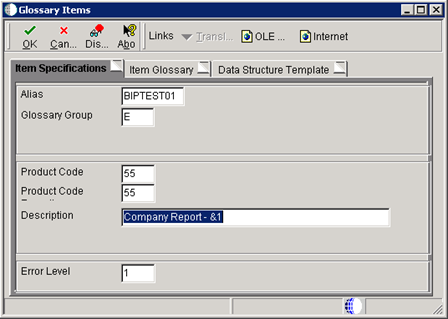 Glossary Items
OK Can... Dis... Abo Links Transl... OLE ... Internet
Item Specifications Item Glossary Data Structure Template
Alias BIPTEST01
Glossary Group E
Product Code 55
Product Code 55
Description Company Report - &1
Error Level 1